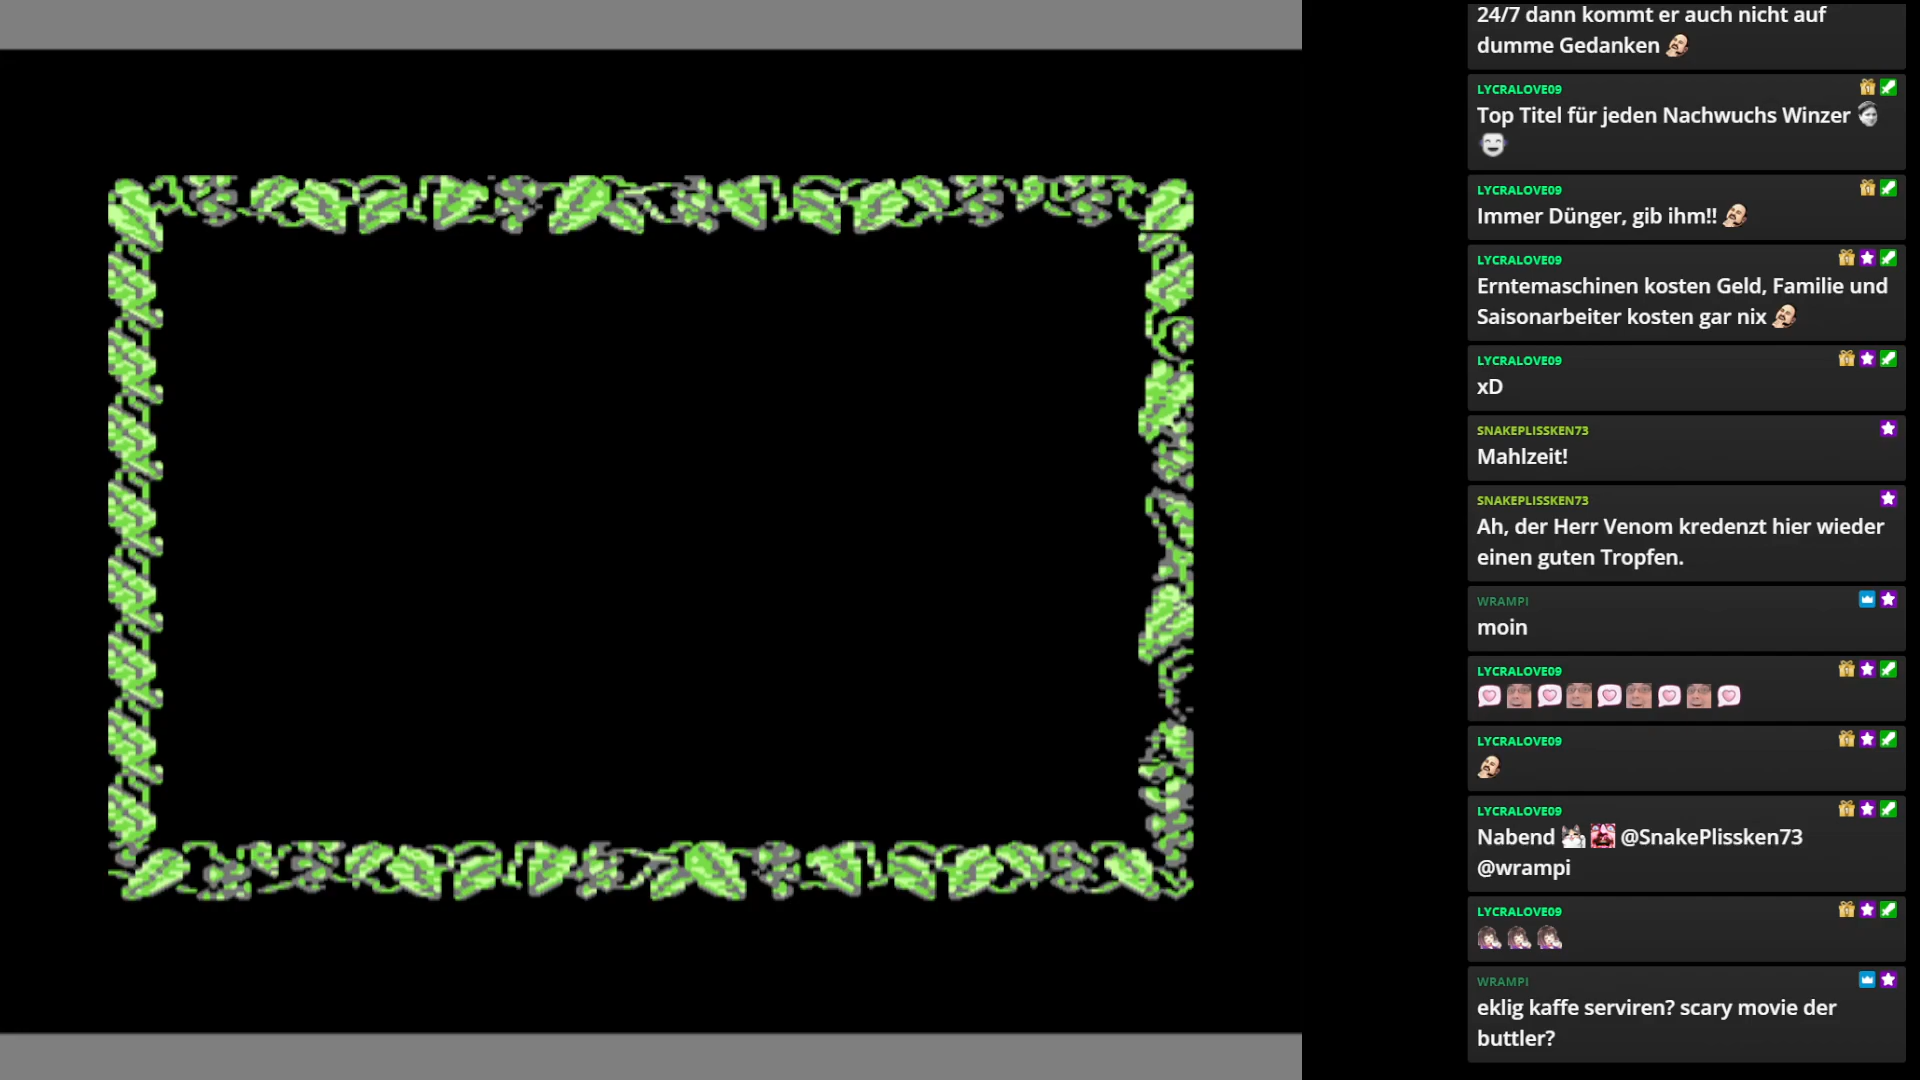 24/7 dann kommt er auch nicht auf
dumme Gedanken
LYCRALOVE09
Top Titel für jeden Nachwuchs Winzer
LYCRALOVE09
Immer Dünger, gib ihm!!
LYCRALOVE09
Erntemaschinen kosten Geld, Familie und
Saisonarbeiter kosten gar nix
LYCRALOVE09
xD
SNAKEPLISSKEN73
Mahlzeit!
SNAKEPLISSKEN73
Ah, der Herr Venom kredenzt hier wieder
einen guten Tropfen.
WRAMPI
moin
LYCRALOVE09
LYCRALOVE09
LYCRALOVE09
Nabend @SnakePlissken73
@wrampi
LYCRALOVE09
WRAMPI
eklig kaffe serviren? scary movie der
buttler?